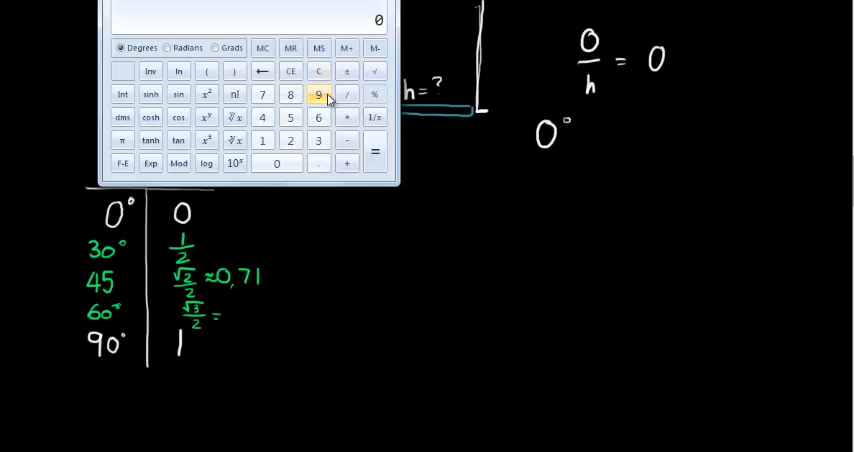 0
Degrees Radians Grads MC MR MS M+ M-
Inv ln ( ) ← CE C ± √
Int sinh sin x² n! 7 8 9 / %
dms cosh cos xʸ ʸ√x 4 5 6 * 1/x
π tanh tan x³ ³√x 1 2 3 - =
F-E Exp Mod log 10ˣ 0 . +
h = ?
0/h = 0
0°
0° 0
30° 1/2
45 √2/2 ≈0,71
60° √3/2 =
90° 1